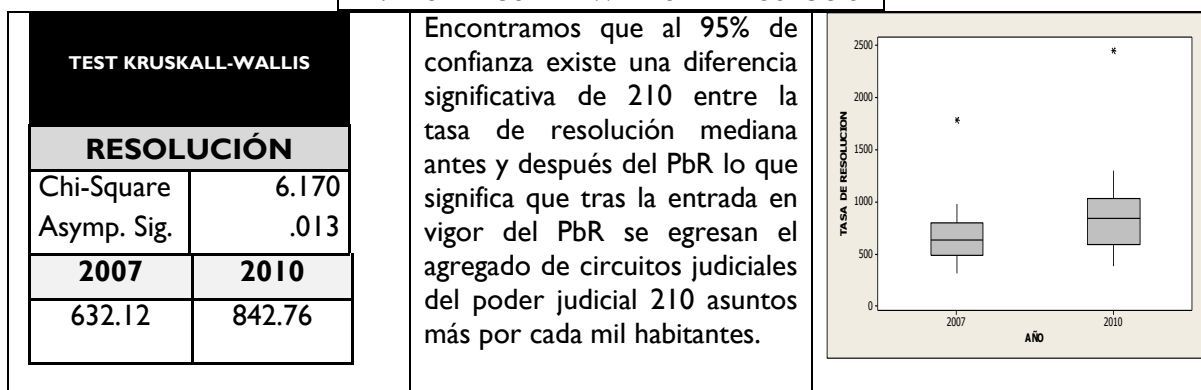 TEST KRUSKALL-WALLIS
RESOLUCIÓN
Chi-Square 6.170
Asymp. Sig. .013
2007 2010
632.12 842.76
Encontramos que al 95% de
confianza existe una diferencia
significativa de 210 entre la
tasa de resolución mediana
antes y después del PbR lo que
significa que tras la entrada en
vigor del PbR se egresan el
agregado de circuitos judiciales
del poder judicial 210 asuntos
más por cada mil habitantes.
TASA DE RESOLUCION
2500
2000
1500
1000
500
0
2007 2010
AÑO